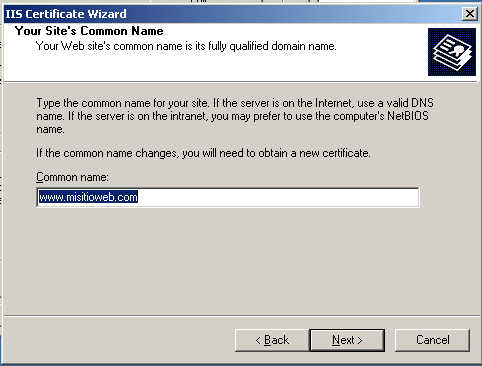 IIS Certificate Wizard
Your Site's Common Name
Your Web site's common name is its fully qualified domain name.
Type the common name for your site. If the server is on the Internet, use a valid DNS
name. If the server is on the intranet, you may prefer to use the computer's NetBIOS
name.
If the common name changes, you will need to obtain a new certificate.
Common name:
www.misitioweb.com
< Back
Next >
Cancel